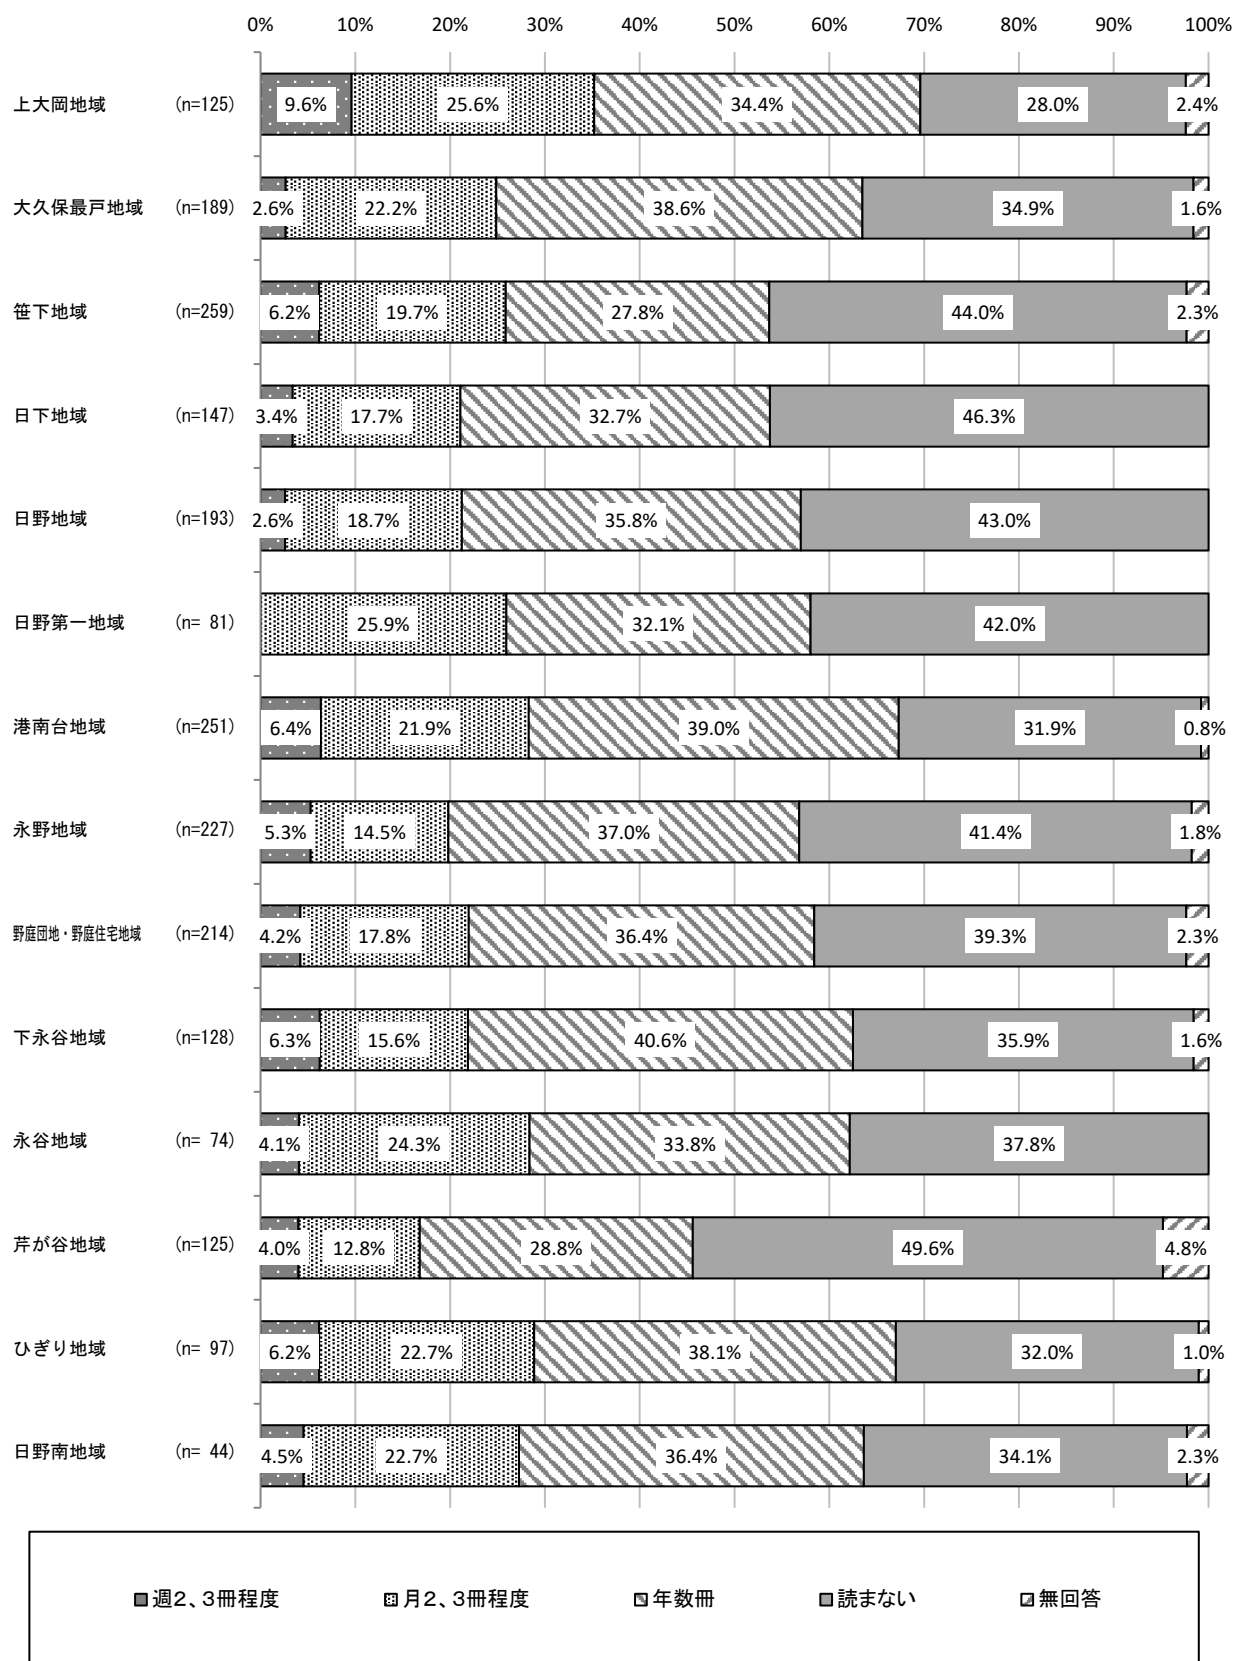 0% 10% 20% 30% 40% 50% 60% 70% 80% 90% 100%
上大岡地域 (n=125) 9.6% 25.6% 34.4% 28.0% 2.4%
大久保最戸地域 (n=189) 2.6% 22.2% 38.6% 34.9% 1.6%
笹下地域 (n=259) 6.2% 19.7% 27.8% 44.0% 2.3%
日下地域 (n=147) 3.4% 17.7% 32.7% 46.3%
日野地域 (n=193) 2.6% 18.7% 35.8% 43.0%
日野第一地域 (n= 81) 25.9% 32.1% 42.0%
港南台地域 (n=251) 6.4% 21.9% 39.0% 31.9% 0.8%
永野地域 (n=227) 5.3% 14.5% 37.0% 41.4% 1.8%
野庭団地・野庭住宅地域 (n=214) 4.2% 17.8% 36.4% 39.3% 2.3%
下永谷地域 (n=128) 6.3% 15.6% 40.6% 35.9% 1.6%
永谷地域 (n= 74) 4.1% 24.3% 33.8% 37.8%
芹が谷地域 (n=125) 4.0% 12.8% 28.8% 49.6% 4.8%
ひぎり地域 (n= 97) 6.2% 22.7% 38.1% 32.0% 1.0%
日野南地域 (n= 44) 4.5% 22.7% 36.4% 34.1% 2.3%
週2、3冊程度 月2、3冊程度 年数冊 読まない 無回答